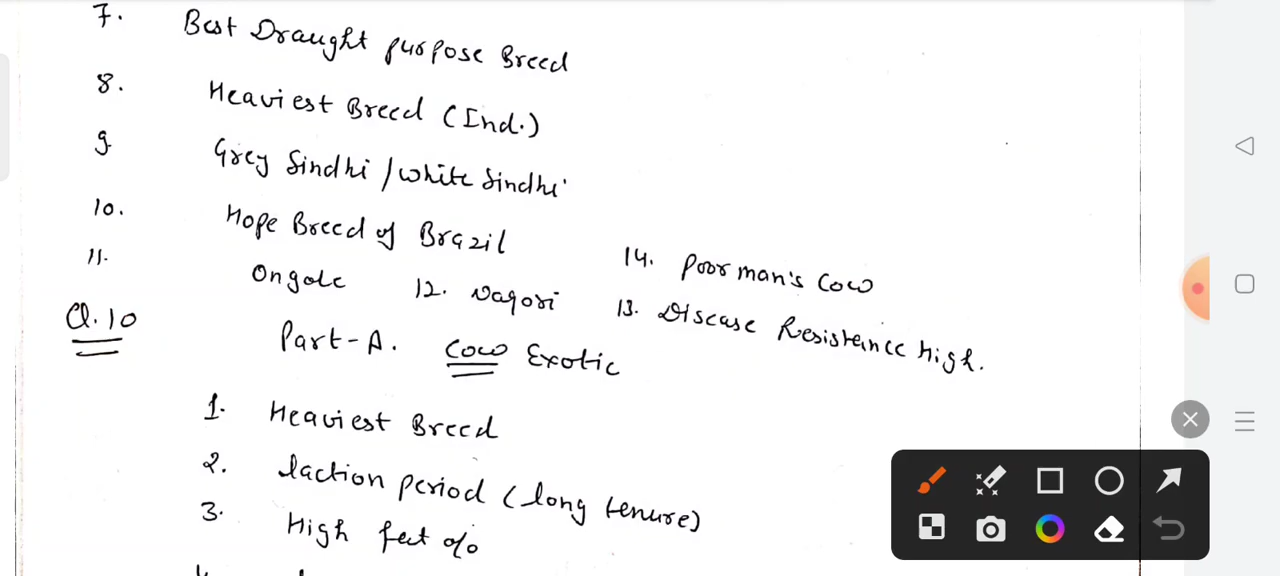 7. Best Draught purpose Breed
8. Heaviest Breed (Ind.)
9 Grey Sindhi / white Sindhi
10. Hope Breed of Brazil
11. Ongole 12. Nagori
14. Poor man's Cow
13. Disease Resisteince High.
Q.10 Part-A. Cow Exotic
1. Heaviest Breed
2. laction period (long tenure)
3. High fect %